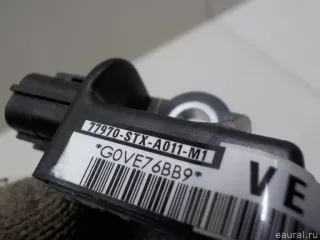 77970-STX-A011-M1
*G0VE76BB9*
VE
© eaural.ru